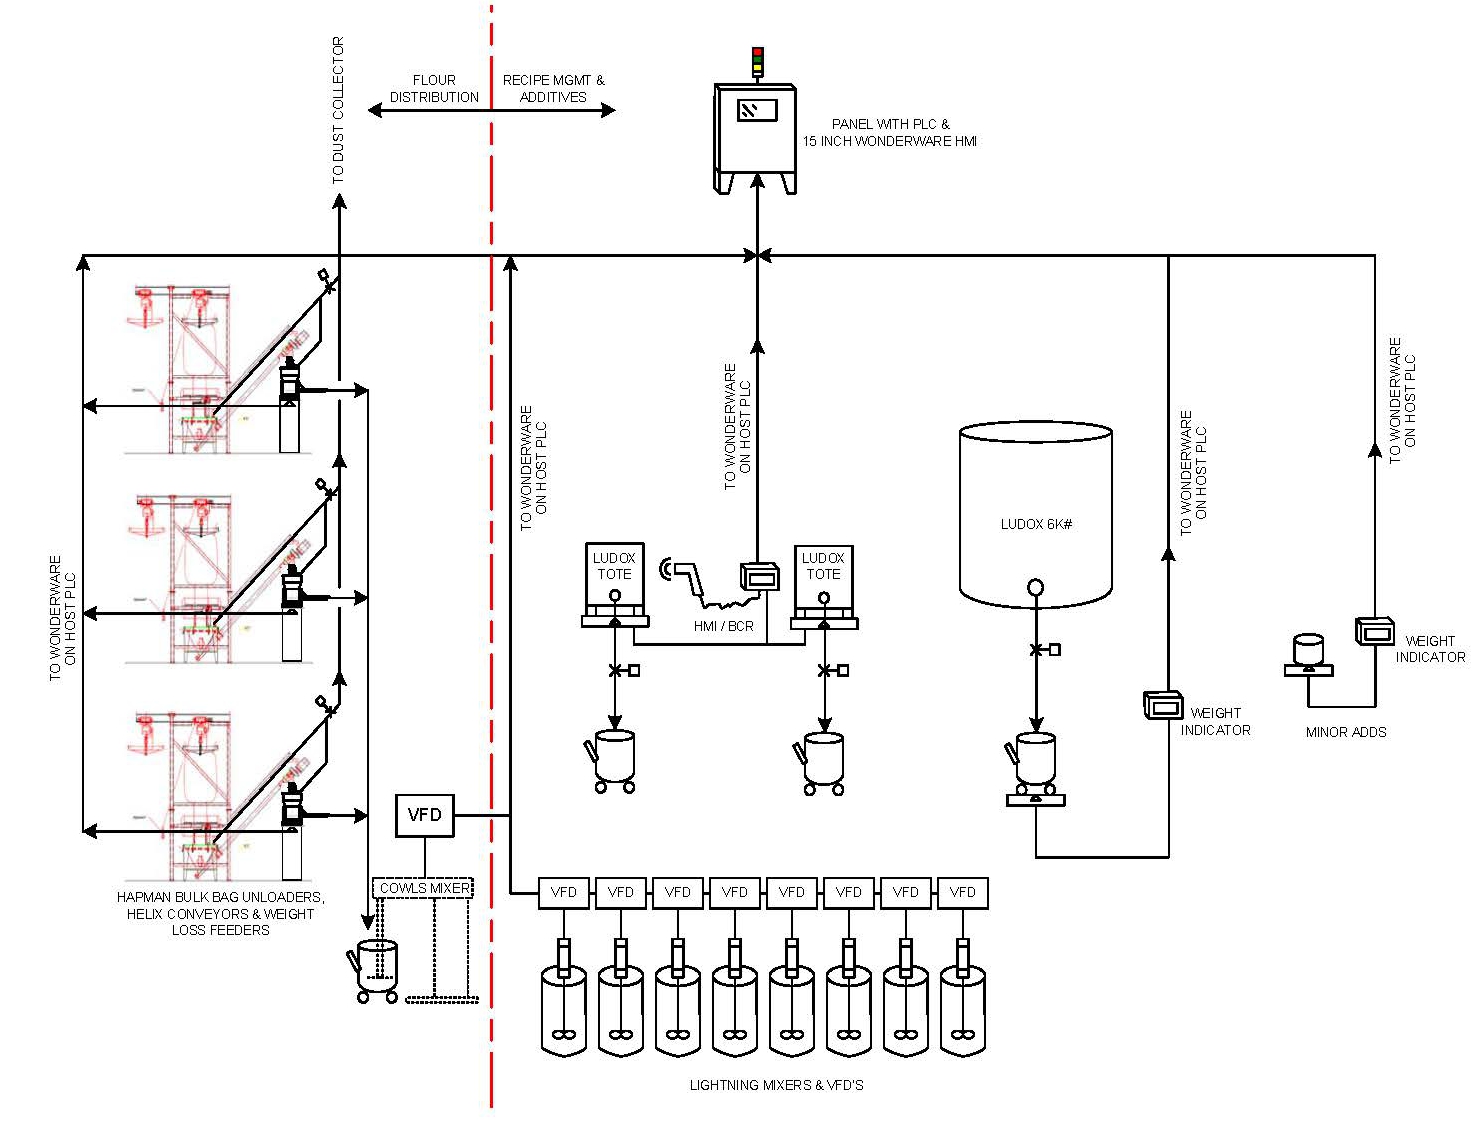 TO DUST COLLECTOR
FLOUR
DISTRIBUTION
RECIPE MGMT &
ADDITIVES
PANEL WITH PLC &
15 INCH WONDERWARE HMI
TO WONDERWARE
ON HOST PLC
TO WONDERWARE
ON HOST PLC
TO WONDERWARE
ON HOST PLC
TO WONDERWARE
ON HOST PLC
TO WONDERWARE
ON HOST PLC
LUDOX
TOTE
HMI / BCR
LUDOX
TOTE
LUDOX 6K#
WEIGHT
INDICATOR
WEIGHT
INDICATOR
MINOR ADDS
HAPMAN BULK BAG UNLOADERS,
HELIX CONVEYORS & WEIGHT
LOSS FEEDERS
VFD
COWLS MIXER
VFD
VFD
VFD
VFD
VFD
VFD
VFD
VFD
LIGHTNING MIXERS & VFD'S